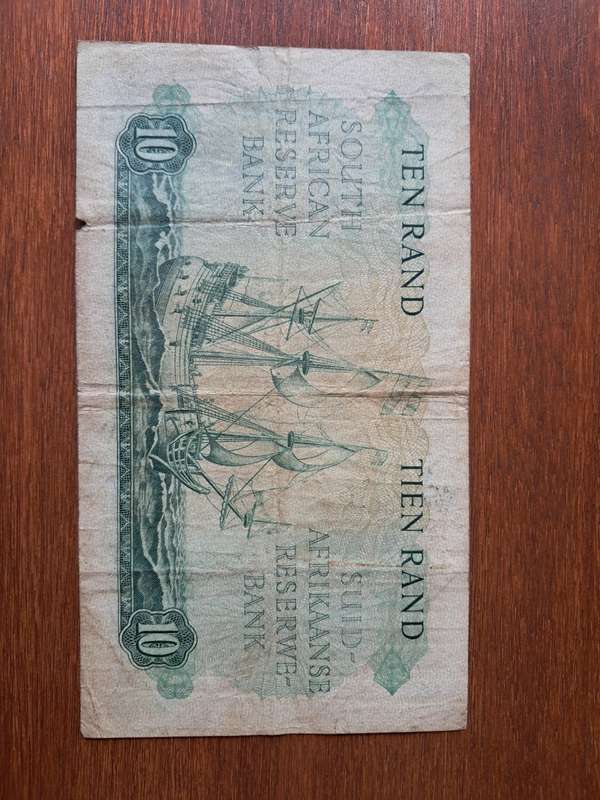 TEN RAND
TIEN RAND
SOUTH
AFRICAN
RESERVE
BANK
SUID-
AFRIKAANSE
RESERWE-
BANK
10
10